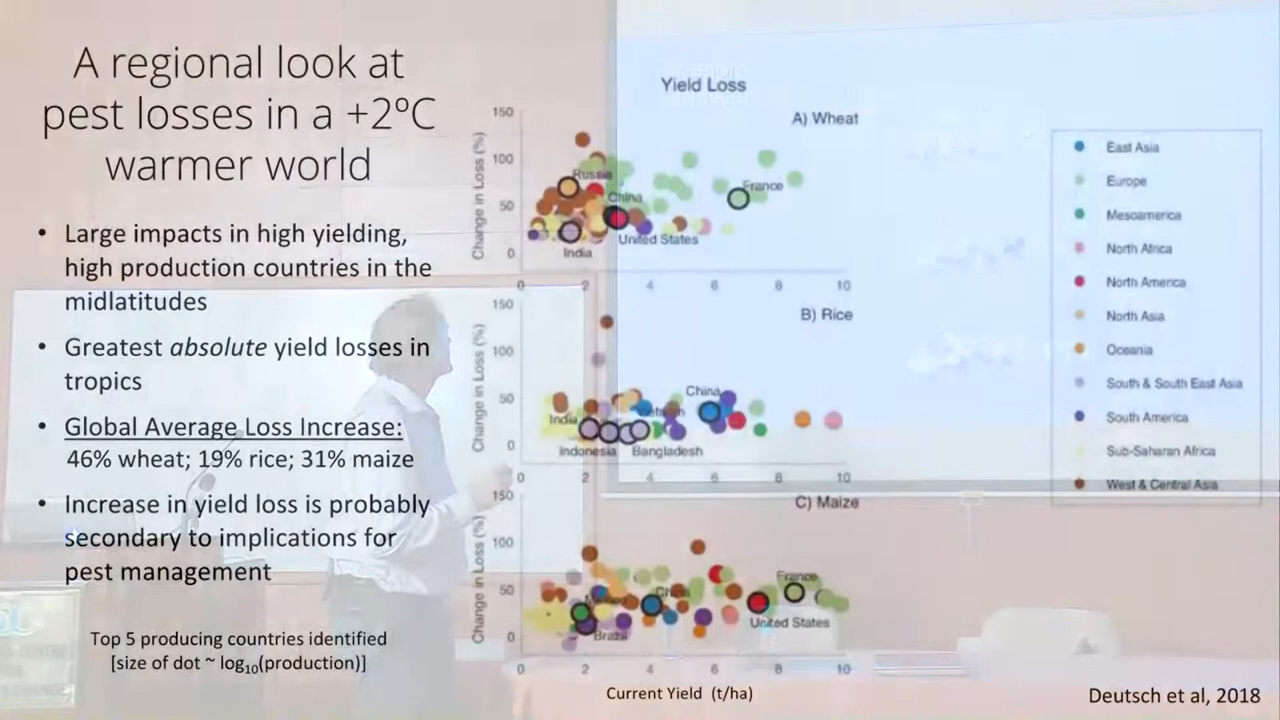 A regional look at
pest losses in a +2ºC
warmer world
• Large impacts in high yielding,
high production countries in the
midlatitudes
• Greatest absolute yield losses in
tropics
• Global Average Loss Increase:
46% wheat; 19% rice; 31% maize
• Increase in yield loss is probably
secondary to implications for
pest management
Top 5 producing countries identified
[size of dot ~ log10(production)]
Yield Loss
A) Wheat
Change in Loss (%)
150
100
50
0
Russia
China
France
United States
India
0 2 4 6 8 10
B) Rice
Change in Loss (%)
150
100
50
0
China
India
Vietnam
Indonesia
Bangladesh
0 2 4 6 8 10
C) Maize
Change in Loss (%)
150
100
50
0
France
China
Mexico
United States
Brazil
0 2 4 6 8 10
Current Yield (t/ha)
East Asia
Europe
Mesoamerica
North Africa
North America
North Asia
Oceania
South & South East Asia
South America
Sub-Saharan Africa
West & Central Asia
Deutsch et al, 2018